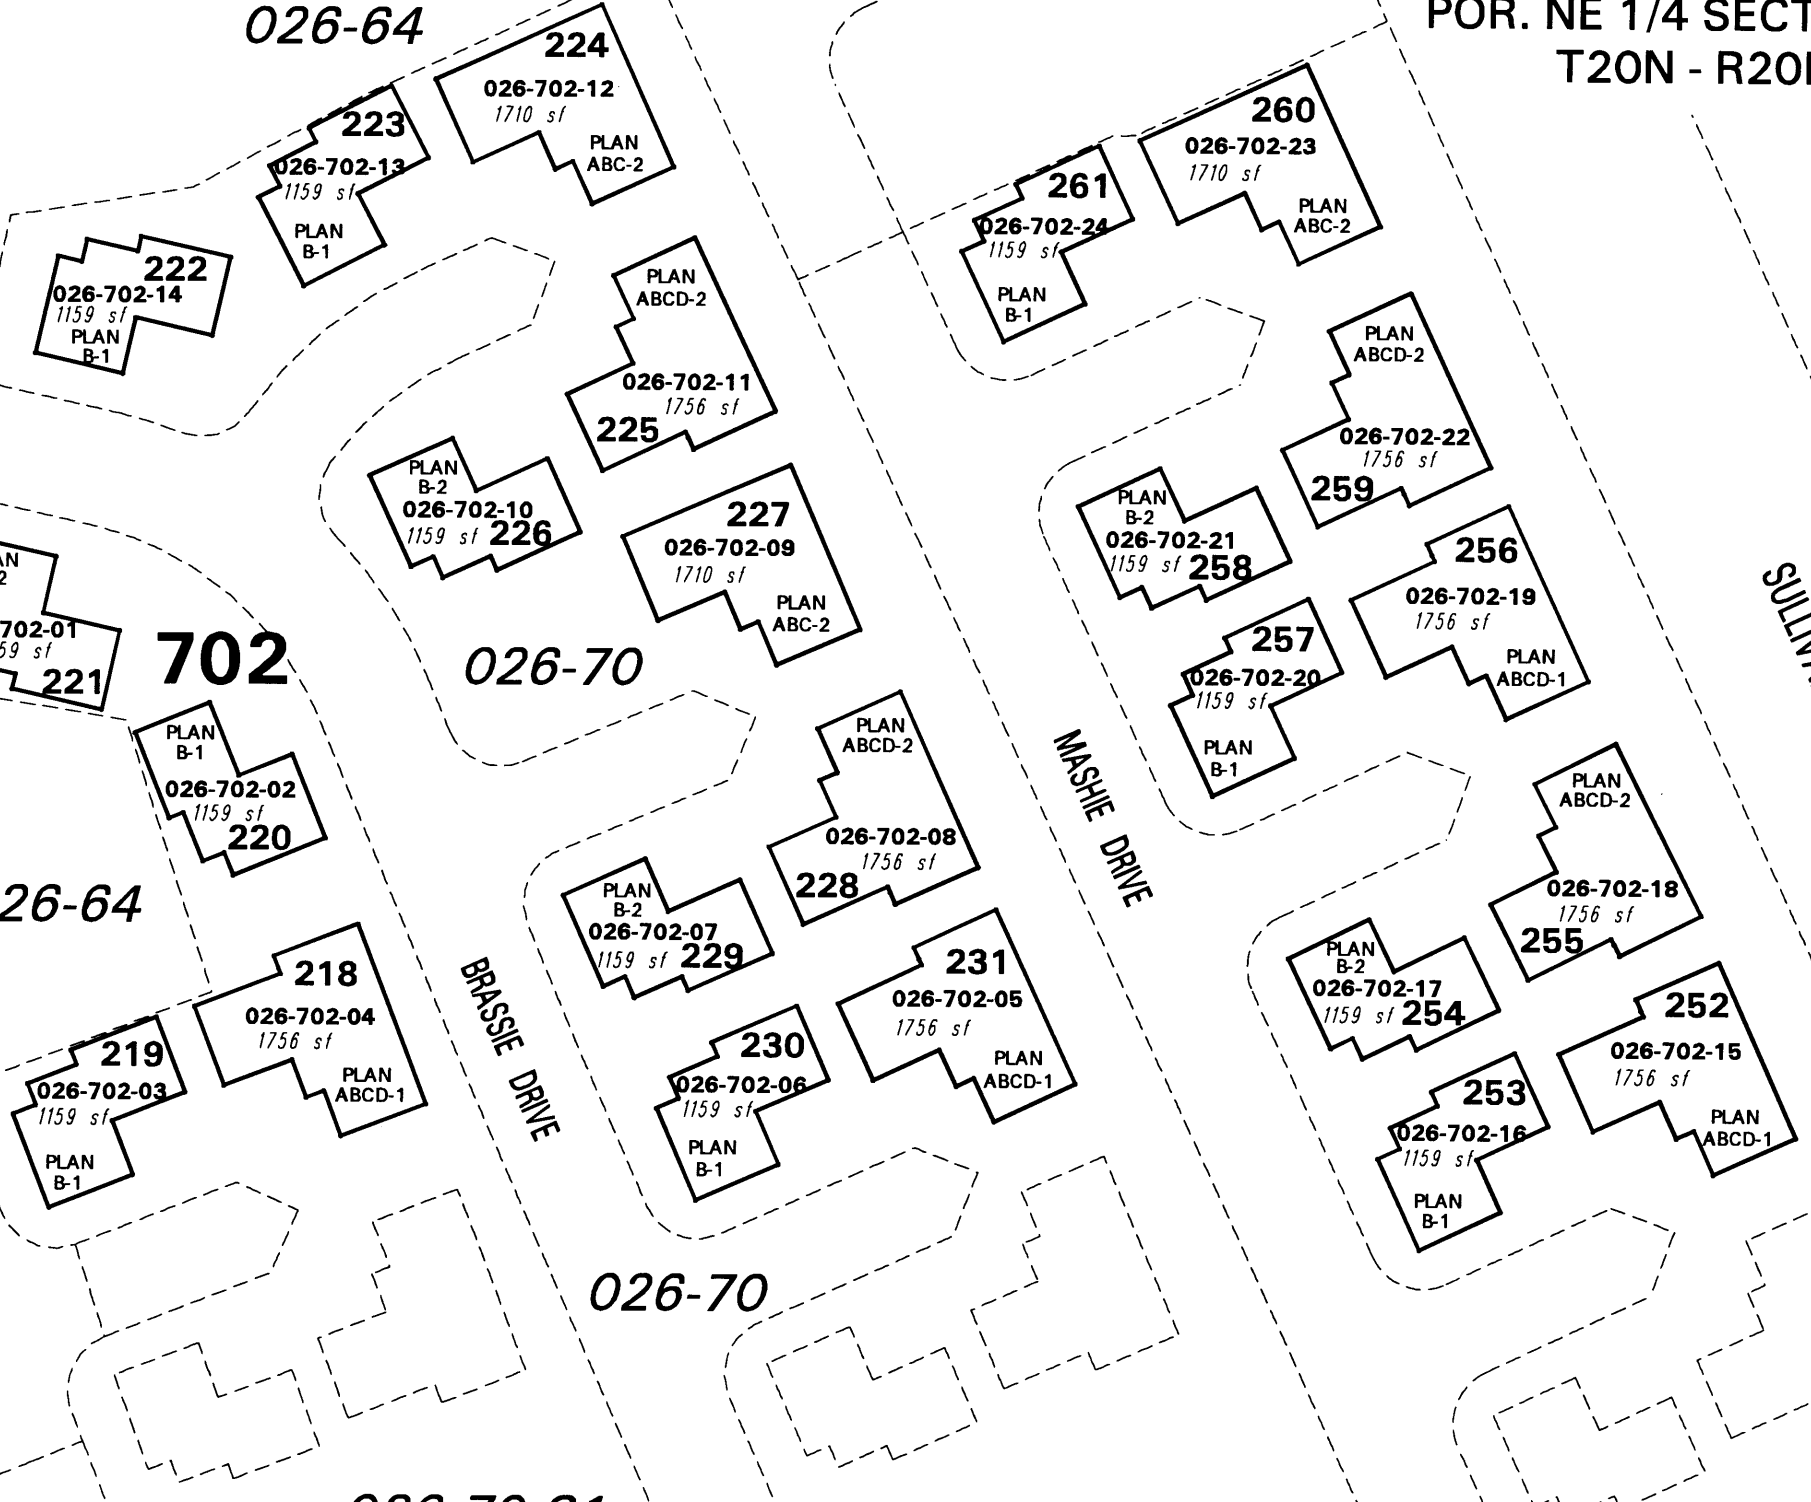 026-64
POR. NE 1/4 SECT
T20N - R20
224
026-702-12
1710 sf
PLAN
ABC-2
223
026-702-13
1159 sf
PLAN
B-1
222
026-702-14
1159 sf
PLAN
B-1
260
026-702-23
1710 sf
PLAN
ABC-2
261
026-702-24
1159 sf
PLAN
B-1
PLAN
ABCD-2
026-702-11
1756 sf
225
PLAN
ABCD-2
026-702-22
1756 sf
259
PLAN
B-2
026-702-10
1159 sf 226
227
026-702-09
1710 sf
PLAN
ABC-2
PLAN
B-2
026-702-21
1159 sf 258
256
026-702-19
1756 sf
PLAN
ABCD-1
AN
2
702-01
59 sf
221
702
026-70
257
026-702-20
1159 sf
PLAN
B-1
PLAN
B-1
026-702-02
1159 sf
220
PLAN
ABCD-2
026-702-08
1756 sf
228
MASHIE DRIVE
PLAN
ABCD-2
026-702-18
1756 sf
255
26-64
PLAN
B-2
026-702-07
1159 sf 229
231
026-702-05
1756 sf
PLAN
ABCD-1
PLAN
B-2
026-702-17
1159 sf 254
252
026-702-15
1756 sf
PLAN
ABCD-1
218
026-702-04
1756 sf
PLAN
ABCD-1
219
026-702-03
1159 sf
PLAN
B-1
BRASSIE DRIVE
230
026-702-06
1159 sf
PLAN
B-1
253
026-702-16
1159 sf
PLAN
B-1
026-70